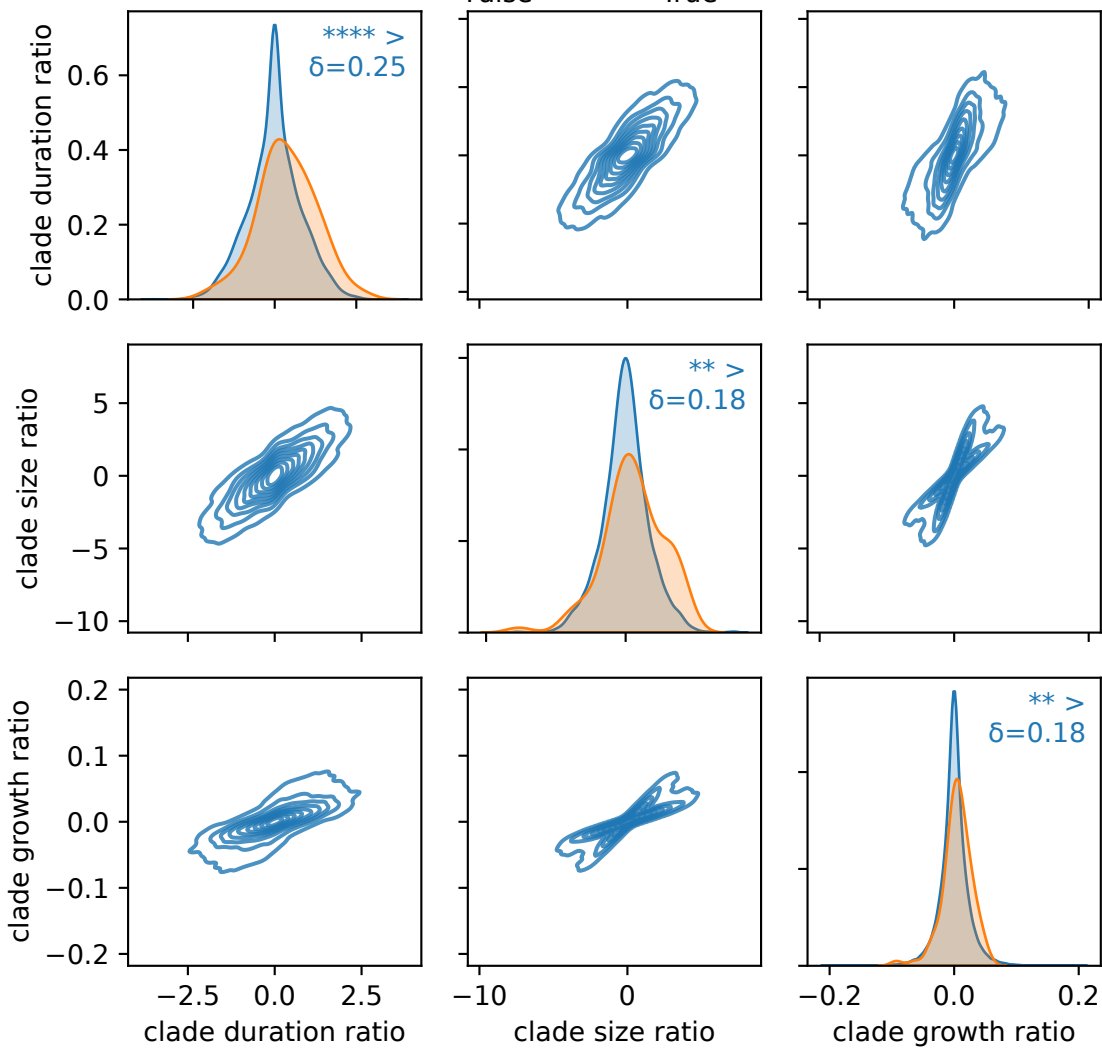 clade duration ratio
0.6
0.4
0.2
0.0
**** >
δ=0.25
clade size ratio
5
0
−5
−10
** >
δ=0.18
clade growth ratio
0.2
0.1
0.0
−0.1
−0.2
** >
δ=0.18
−2.5 0.0 2.5
clade duration ratio
−10 0
clade size ratio
−0.2 0.0 0.2
clade growth ratio